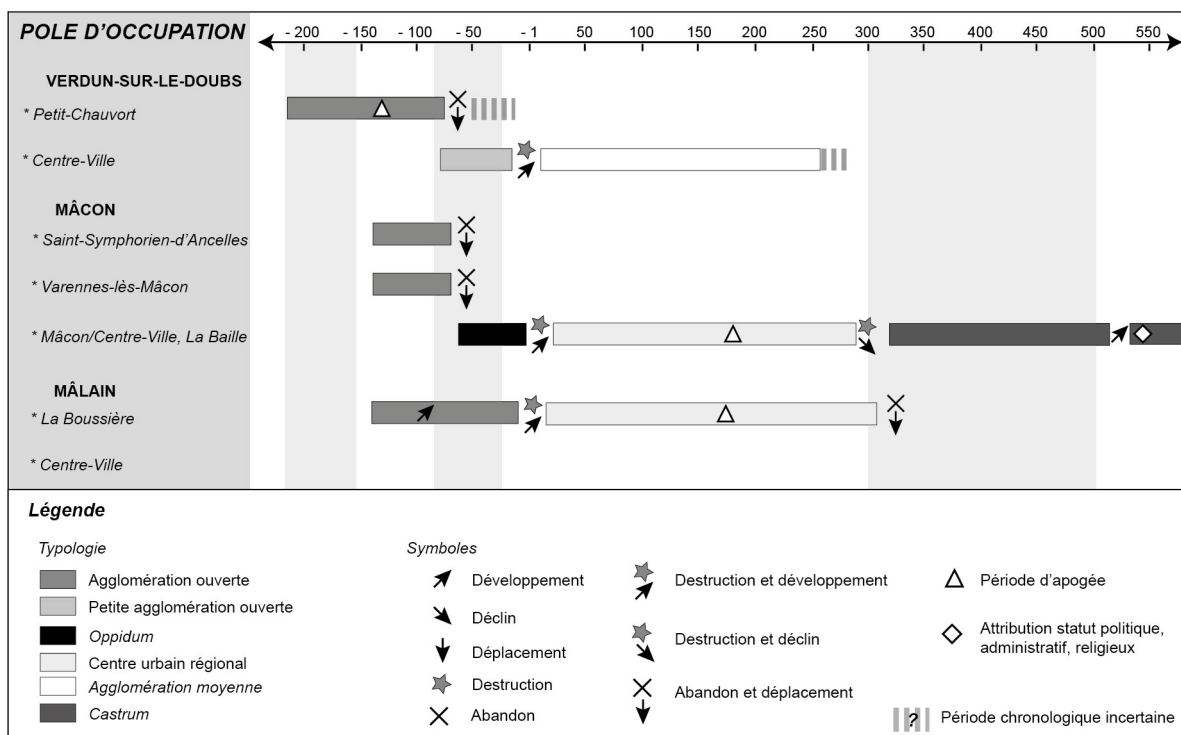 POLE D'OCCUPATION
- 200 - 150 - 100 - 50 - 1 50 100 150 200 250 300 350 400 450 500 550
VERDUN-SUR-LE-DOUBS
* Petit-Chauvort
* Centre-Ville
MÂCON
* Saint-Symphorien-d'Ancelles
* Varennes-lès-Mâcon
* Mâcon/Centre-Ville, La Baille
MÂLAIN
* La Boussière
* Centre-Ville
Légende
Typologie
Agglomération ouverte
Petite agglomération ouverte
Oppidum
Centre urbain régional
Agglomération moyenne
Castrum
Symboles
Développement
Déclin
Déplacement
Destruction
Abandon
Destruction et développement
Destruction et déclin
Abandon et déplacement
Période d'apogée
Attribution statut politique,
administratif, religieux
? Période chronologique incertaine